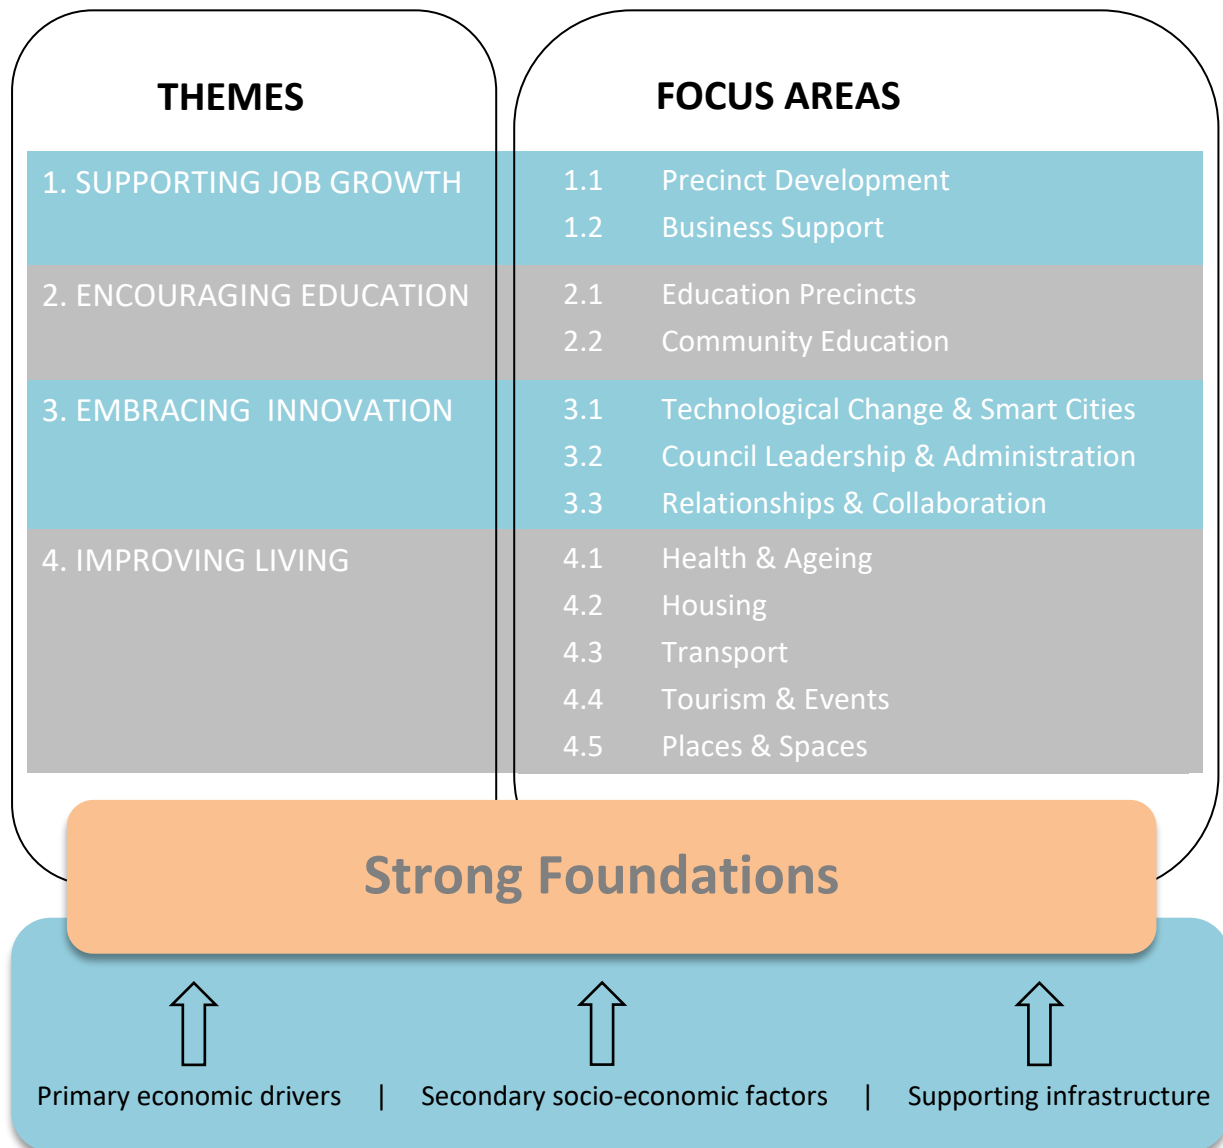 THEMES FOCUS AREAS
1. SUPPORTING JOB GROWTH 1.1 Precinct Development
1.2 Business Support
2. ENCOURAGING EDUCATION 2.1 Education Precincts
2.2 Community Education
3. EMBRACING  INNOVATION 3.1 Technological Change & Smart Cities
3.2 Council Leadership & Administration
3.3 Relationships & Collaboration
4. IMPROVING LIVING 4.1 Health & Ageing
4.2 Housing
4.3 Transport
4.4 Tourism & Events
4.5 Places & Spaces
Strong Foundations
Primary economic drivers | Secondary socio-economic factors | Supporting infrastructure